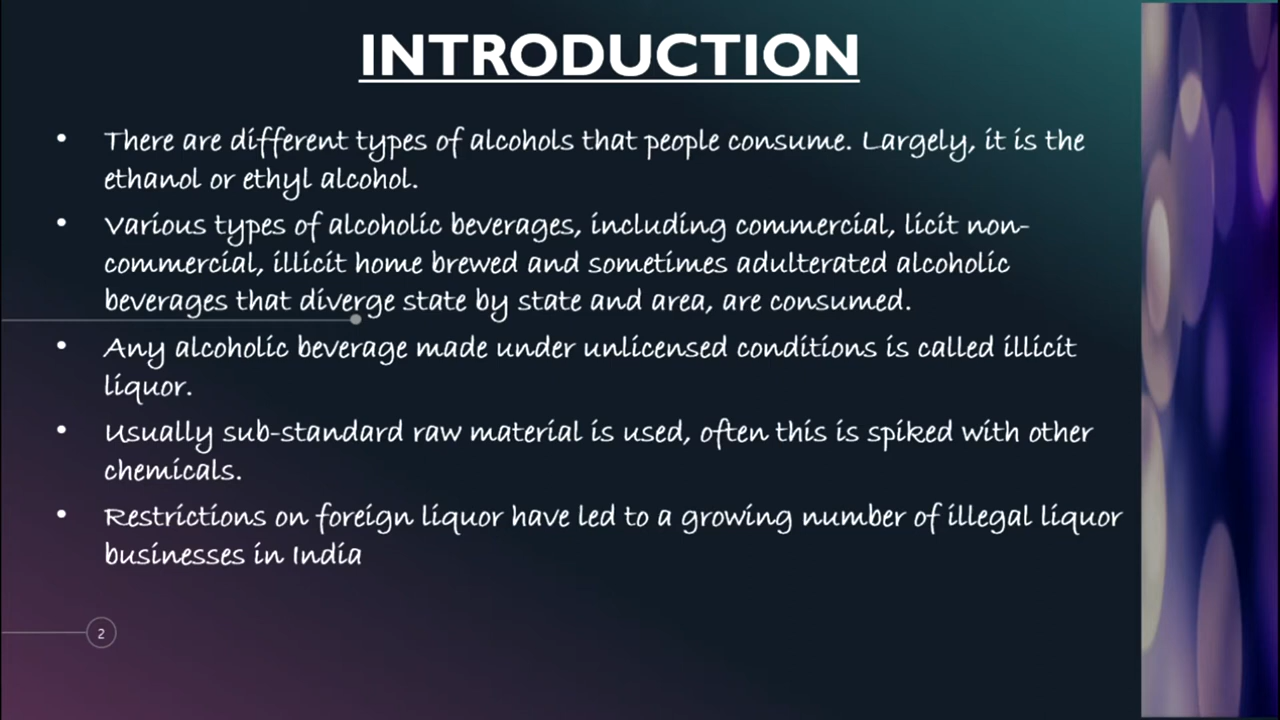 INTRODUCTION
• There are different types of alcohols that people consume. Largely, it is the
ethanol or ethyl alcohol.
• Various types of alcoholic beverages, including commercial, licit non-
commercial, illicit home brewed and sometimes adulterated alcoholic
beverages that diverge state by state and area, are consumed.
• Any alcoholic beverage made under unlicensed conditions is called illicit
liquor.
• Usually sub-standard raw material is used, often this is spiked with other
chemicals.
• Restrictions on foreign liquor have led to a growing number of illegal liquor
businesses in India
2